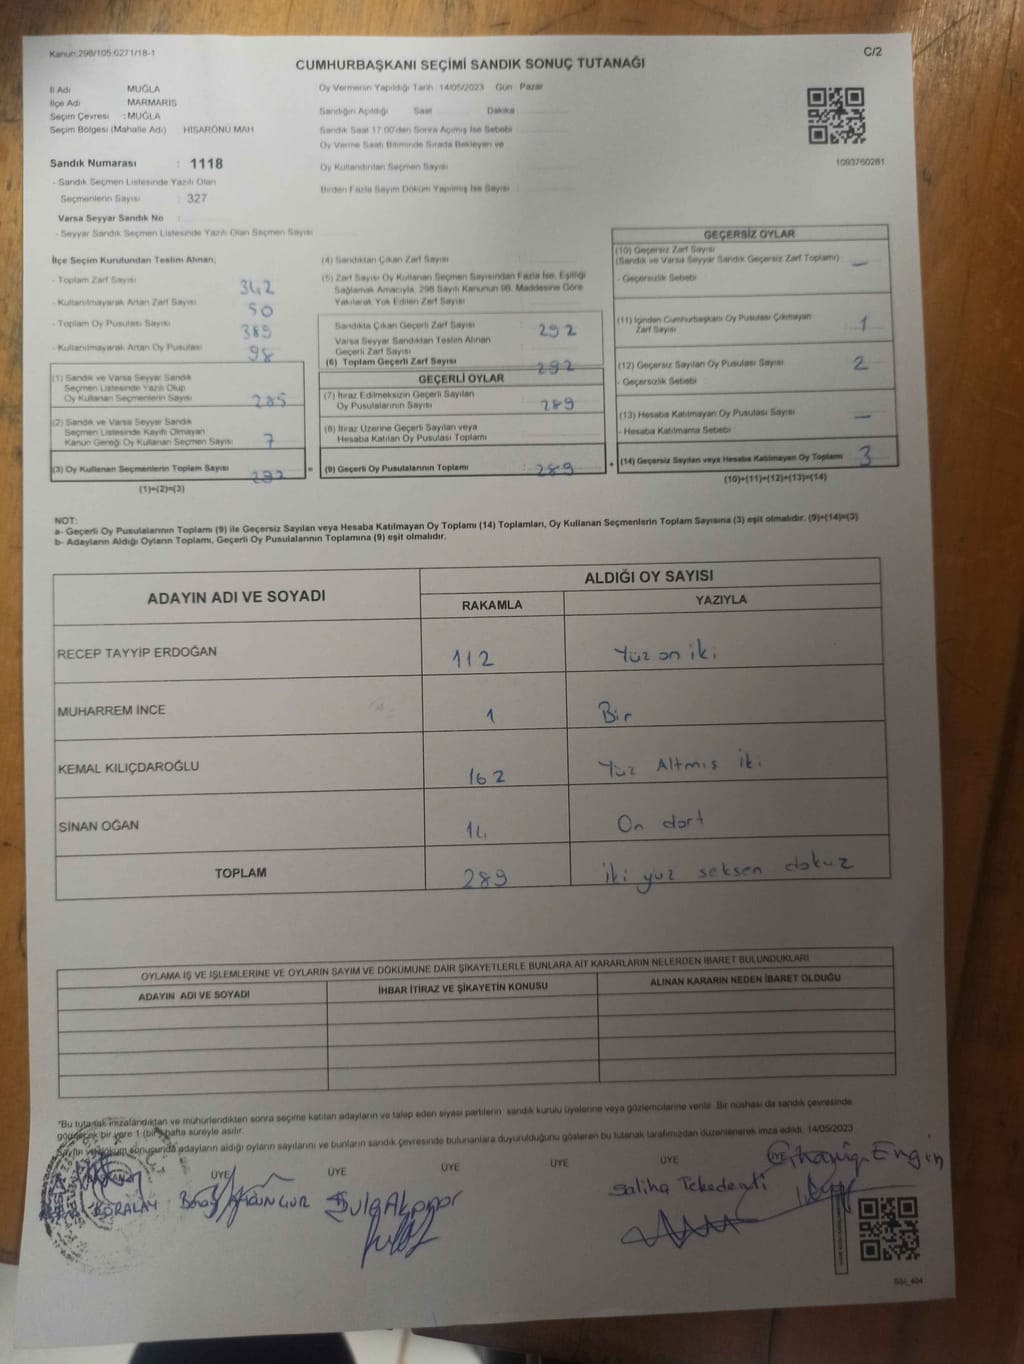 Kanun:298/105,6271/18-1
C/2
CUMHURBAŞKANI SEÇİMİ SANDIK SONUÇ TUTANAĞI
İl Adı MUĞLA
İlçe Adı MARMARİS
Seçim Çevresi :MUĞLA
Seçim Bölgesi (Mahalle Adı) HİSARÖNÜ MAH
Sandık Numarası : 1118
- Sandık Seçmen Listesinde Yazılı Olan
Seçmenlerin Sayısı : 327
Varsa Seyyar Sandık No :
- Seyyar Sandık Seçmen Listesinde Yazılı Olan Seçmen Sayısı
Oy Vermenin Yapıldığı Tarih 14/05/2023 Gün Pazar
Sandığın Açıldığı Saat Dakika
Sandık Saat 17:00'den Sonra Açımış İse Sebebi
Oy Verme Saati Bitiminde Sırada Bekleyen ve
Oy Kullandırılan Seçmen Sayısı
Birden Fazla Sayım Döküm Yapılmış İse Sayısı
1093760281
İlçe Seçim Kurulundan Teslim Alınan;
- Toplam Zarf Sayısı 342
- Kullanılmayarak Artan Zarf Sayısı 50
- Toplam Oy Pusulası Sayısı 389
- Kullanılmayarak Artan Oy Pusulası 98
(1) Sandık ve Varsa Seyyar Sandık
Seçmen Listesinde Yazılı Olup
Oy Kullanan Seçmenlerin Sayısı 285
(2) Sandık ve Varsa Seyyar Sandık
Seçmen Listesinde Kayıtlı Olmayan
Kanun Gereği Oy Kullanan Seçmen Sayısı 7
(3) Oy Kullanan Seçmenlerin Toplam Sayısı 292
(1)+(2)=(3)
(4) Sandıktan Çıkan Zarf Sayısı
(5) Zarf Sayısı Oy Kullanan Seçmen Sayısından Fazla İse, Eşitliği
Sağlamak Amacıyla, 298 Sayılı Kanunun 98. Maddesine Göre
Yakılarak Yok Edilen Zarf Sayısı
Sandıkta Çıkan Geçerli Zarf Sayısı 292
Varsa Seyyar Sandıktan Teslim Alınan
Geçerli Zarf Sayısı
(6) Toplam Geçerli Zarf Sayısı 292
GEÇERLİ OYLAR
(7) İtiraz Edilmeksizin Geçerli Sayılan
Oy Pusulalarının Sayısı 289
(8) İtiraz Üzerine Geçerli Sayılan veya
Hesaba Katılan Oy Pusulası Toplamı
= (9) Geçerli Oy Pusulalarının Toplamı : 289 +
GEÇERSİZ OYLAR
(10) Geçersiz Zarf Sayısı
(Sandık ve Varsa Seyyar Sandık Geçersiz Zarf Toplamı) —
- Geçersizlik Sebebi
(11) İçinden Cumhurbaşkanı Oy Pusulası Çıkmayan
Zarf Sayısı 1
(12) Geçersiz Sayılan Oy Pusulası Sayısı 2
- Geçersizlik Sebebi
(13) Hesaba Katılmayan Oy Pusulası Sayısı —
- Hesaba Katılmama Sebebi
(14) Geçersiz Sayılan veya Hesaba Katılmayan Oy Toplamı 3
(10)+(11)+(12)+(13)=(14)
NOT:
a- Geçerli Oy Pusulalarının Toplamı (9) ile Geçersiz Sayılan veya Hesaba Katılmayan Oy Toplamı (14) Toplamları, Oy Kullanan Seçmenlerin Toplam Sayısına (3) eşit olmalıdır. (9)+(14)=(3)
b- Adayların Aldığı Oyların Toplamı, Geçerli Oy Pusulalarının Toplamına (9) eşit olmalıdır.
ADAYIN ADI VE SOYADI ALDIĞI OY SAYISI
RAKAMLA YAZIYLA
RECEP TAYYİP ERDOĞAN 112 Yüz on iki
MUHARREM İNCE 1 Bir
KEMAL KILIÇDAROĞLU 162 Yüz Altmış iki
SİNAN OĞAN 14 On dört
TOPLAM 289 iki yüz seksen dokuz
OYLAMA İŞ VE İŞLEMLERİNE VE OYLARIN SAYIM VE DÖKÜMÜNE DAİR ŞİKAYETLERLE BUNLARA AİT KARARLARIN NELERDEN İBARET BULUNDUKLARI
ADAYIN ADI VE SOYADI İHBAR İTİRAZ VE ŞİKAYETİN KONUSU ALINAN KARARIN NEDEN İBARET OLDUĞU
*Bu tutanak imzalandıktan ve mühürlendikten sonra seçime katılan adayların ve talep eden siyasi partilerin sandık kurulu üyelerine veya gözlemcilerine verilir. Bir nüshası da sandık çevresinde
görülecek bir yere 1 (bir) hafta süreyle asılır.
Sayım ve döküm sonuçunda adayların aldığı oyların sayılarını ve bunların sandık çevresinde bulunanlara duyurulduğunu gösteren bu tutanak tarafımızdan düzenlenerek imza edildi. 14/05/2023
ÜYE ÜYE ÜYE ÜYE ÜYE ÜYE
KORALAY
Saliha Tekedereli
Engin